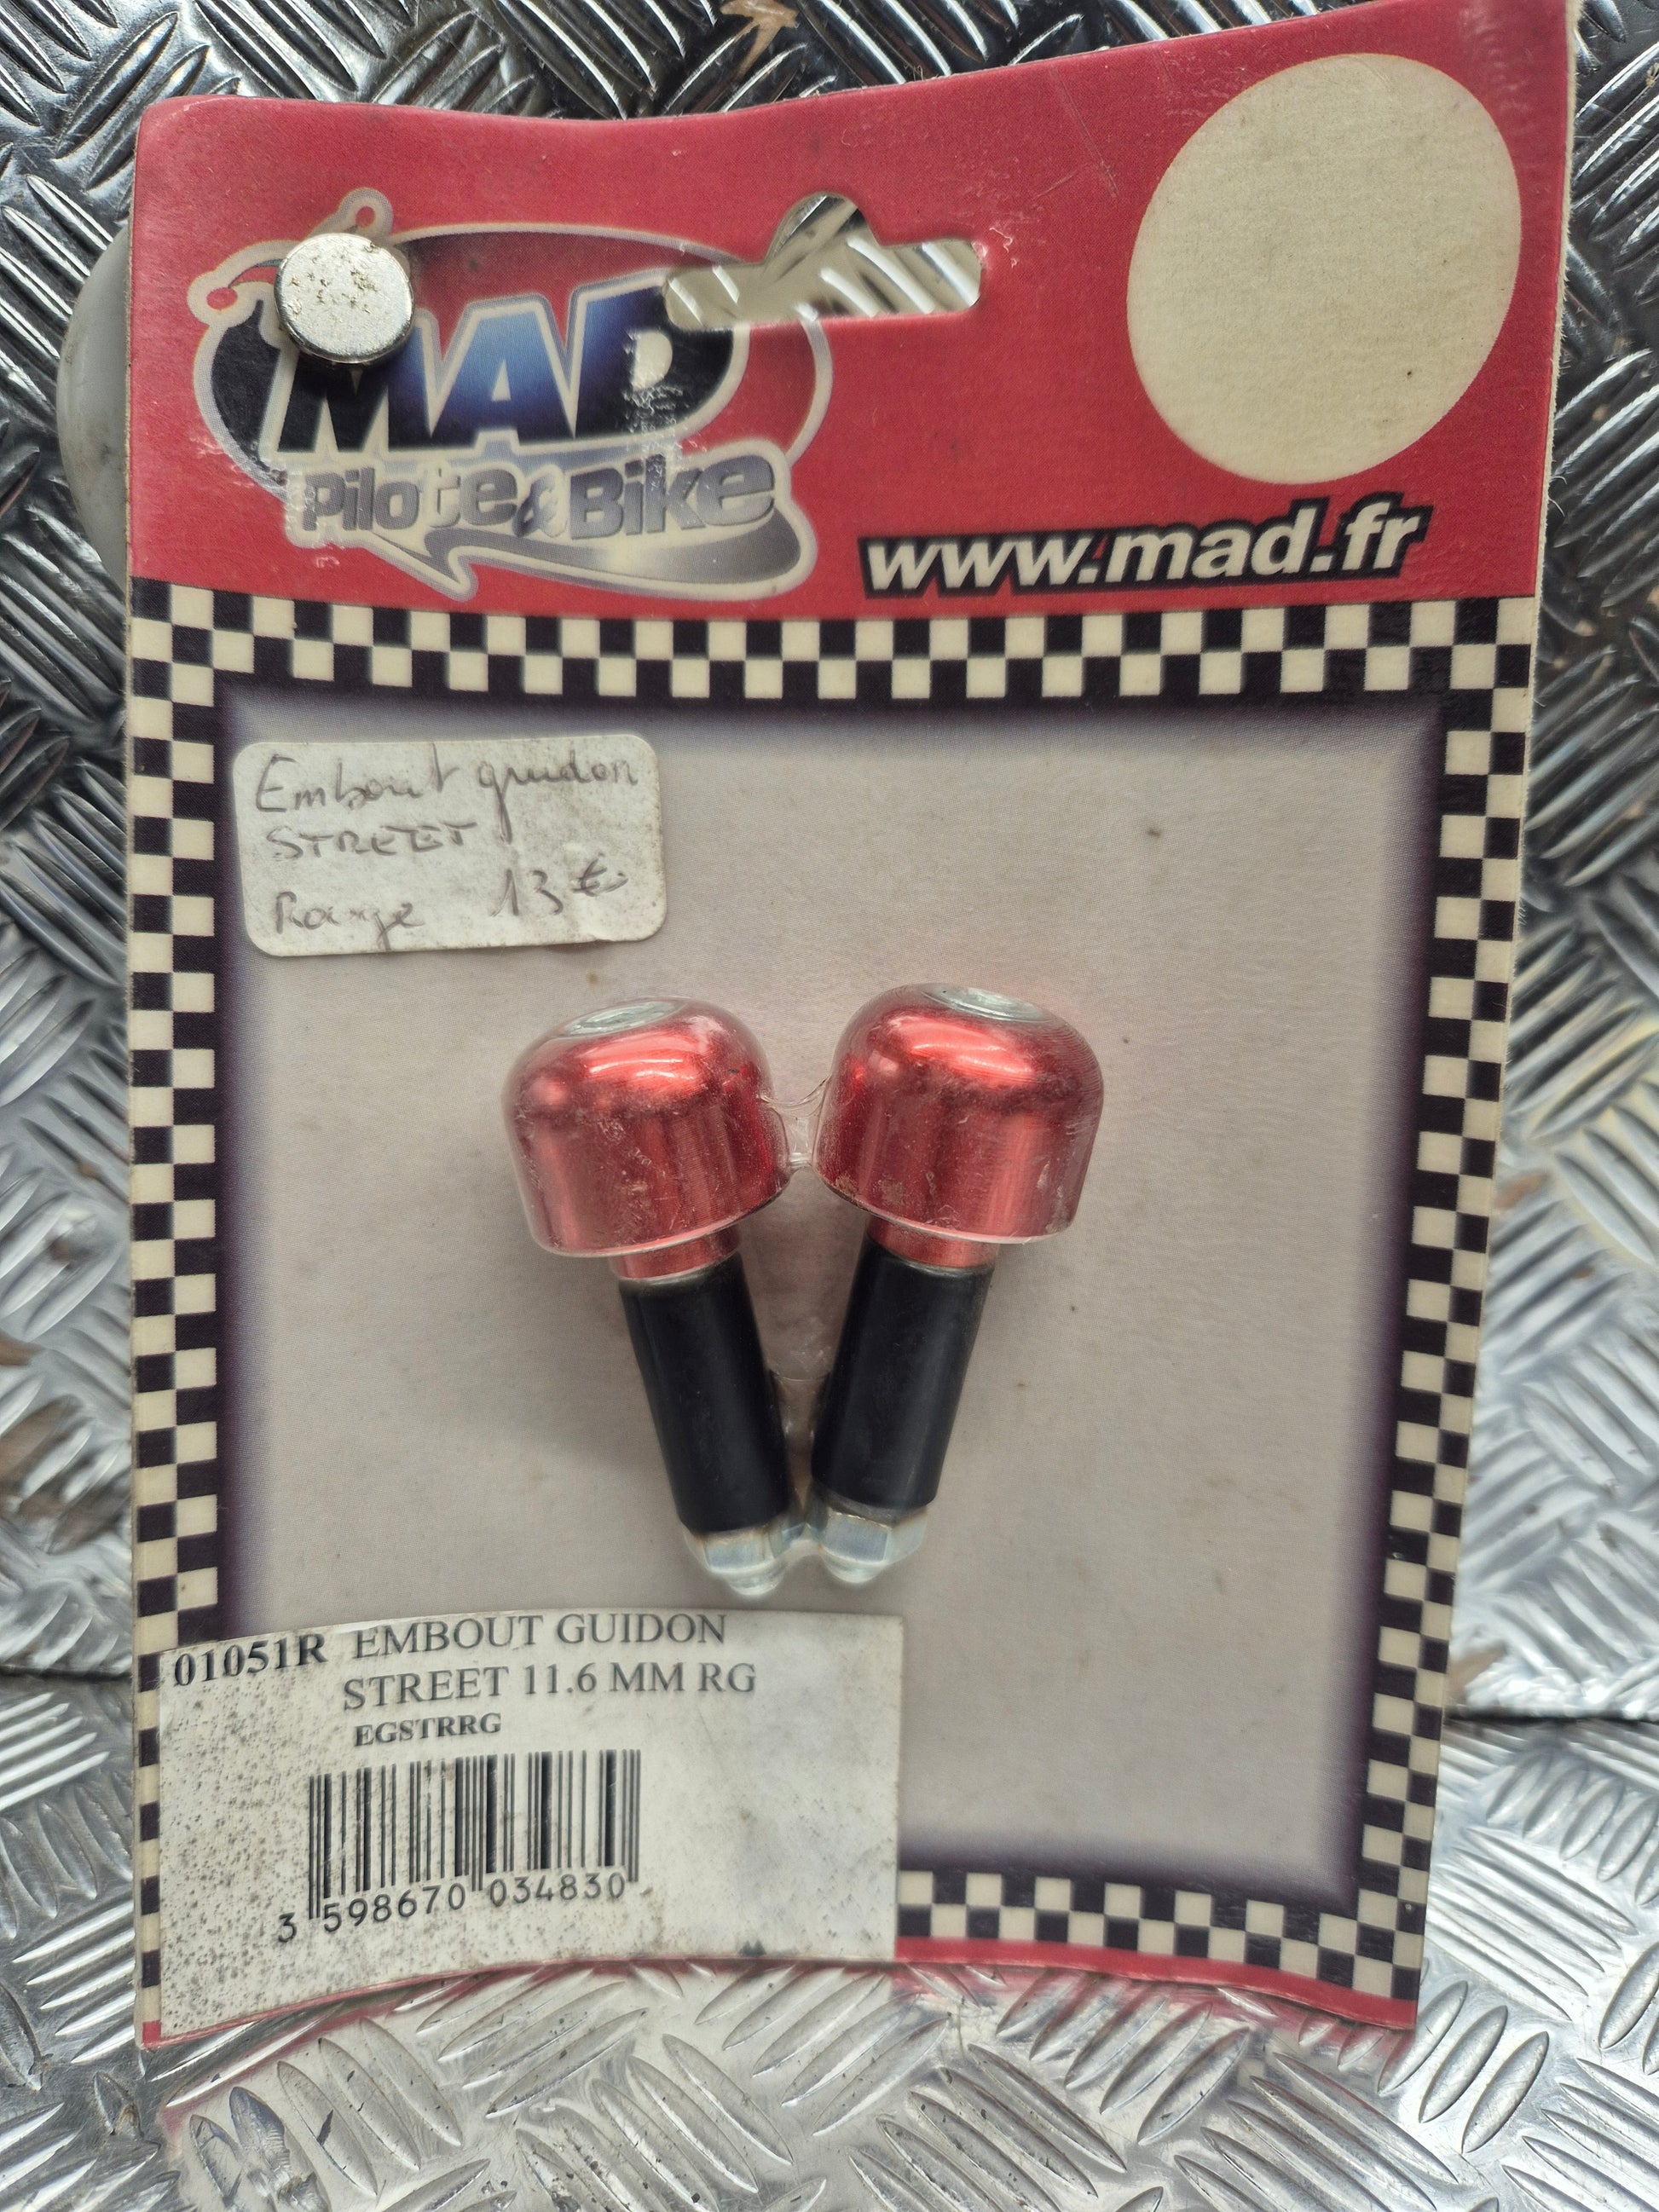 MAD
Pilote & Bike
www.mad.fr
Embout guidon
STREET
Rouge 13 €
01051R EMBOUT GUIDON
STREET 11.6 MM RG
EGSTRRG
3 598670 034830